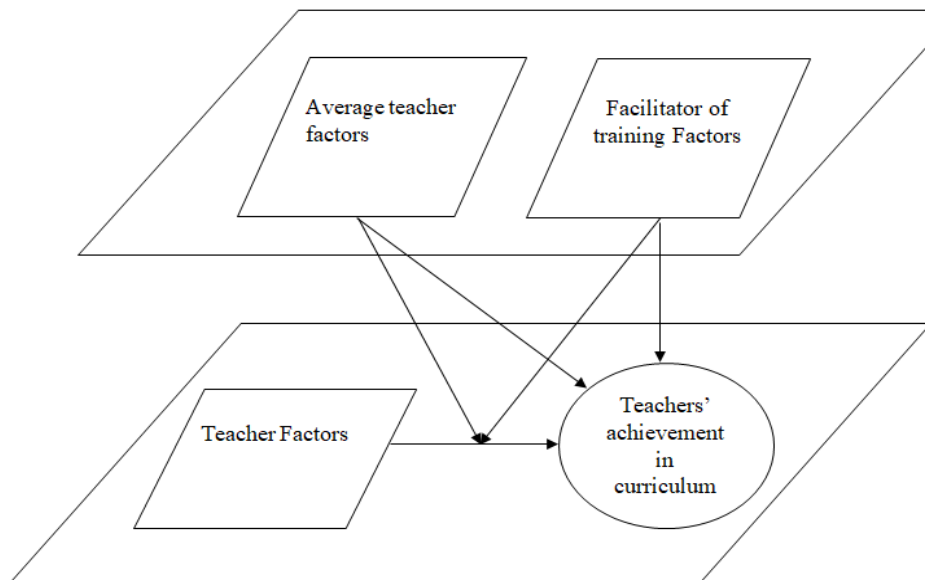 Average teacher
factors
Facilitator of
training Factors
Teacher Factors
Teachers’
achievement
in
curriculum